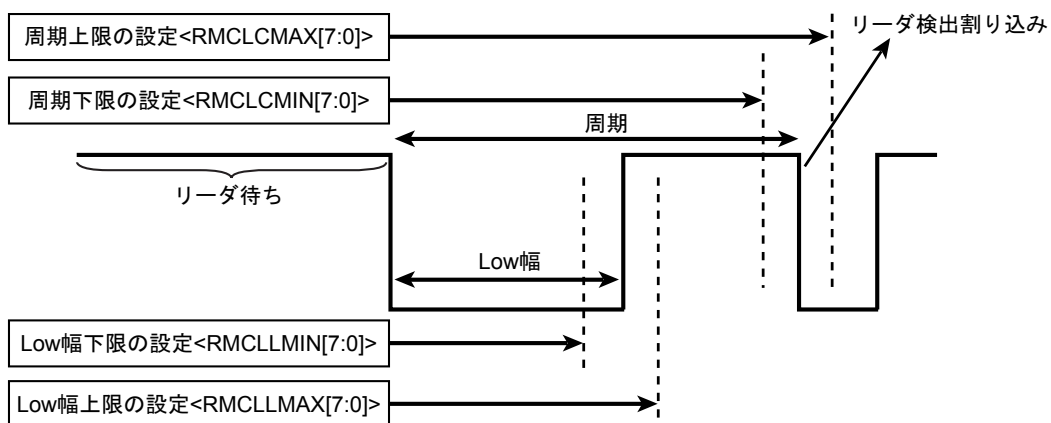 周期上限の設定<RMCLCMAX[7:0]>
リーダ検出割り込み
周期下限の設定<RMCLCMIN[7:0]>
周期
リーダ待ち
Low幅
Low幅下限の設定<RMCLLMIN[7:0]>
Low幅上限の設定<RMCLLMAX[7:0]>